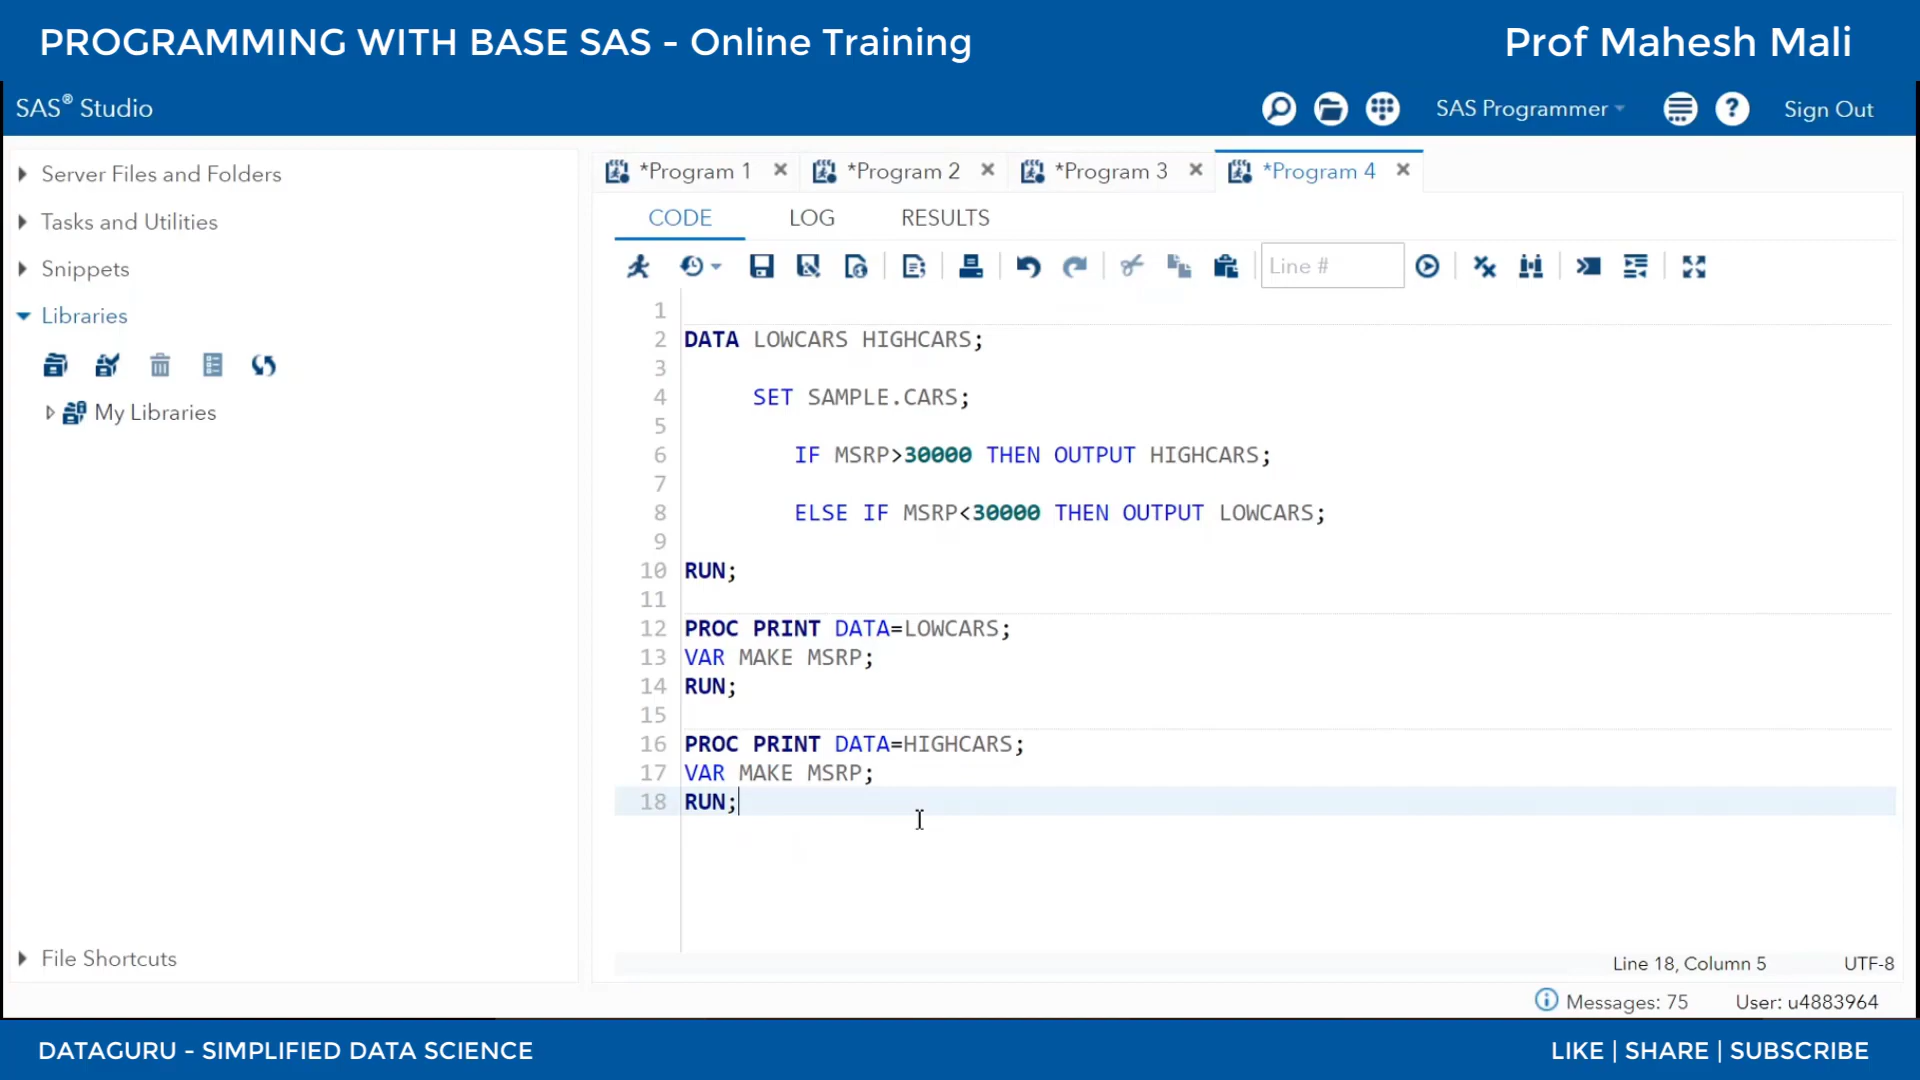 PROGRAMMING WITH BASE SAS - Online Training
Prof Mahesh Mali
SAS® Studio
SAS Programmer
Sign Out
Server Files and Folders
Tasks and Utilities
Snippets
Libraries
My Libraries
File Shortcuts
*Program 1
*Program 2
*Program 3
*Program 4
CODE
LOG
RESULTS
Line #
1
2 DATA LOWCARS HIGHCARS;
3
4 SET SAMPLE.CARS;
5
6 IF MSRP>30000 THEN OUTPUT HIGHCARS;
7
8 ELSE IF MSRP<30000 THEN OUTPUT LOWCARS;
9
10 RUN;
11
12 PROC PRINT DATA=LOWCARS;
13 VAR MAKE MSRP;
14 RUN;
15
16 PROC PRINT DATA=HIGHCARS;
17 VAR MAKE MSRP;
18 RUN;
Line 18, Column 5
UTF-8
Messages: 75
User: u4883964
DATAGURU - SIMPLIFIED DATA SCIENCE
LIKE | SHARE | SUBSCRIBE